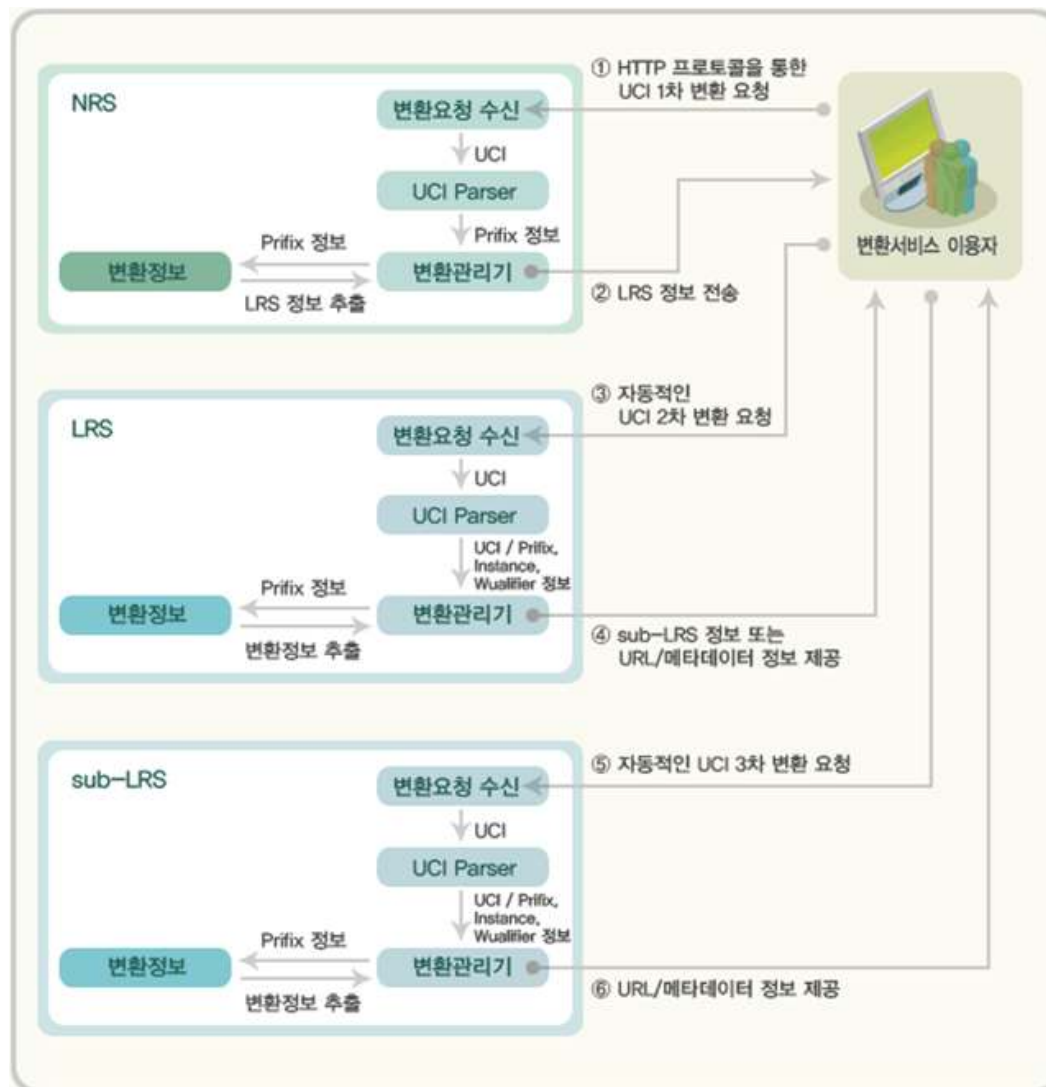 ① HTTP 프로토콜을 통한
UCI 1차 변환 요청
NRS
변환요청 수신
UCI
UCI Parser
Prifix 정보
Prifix 정보
변환정보
변환관리기
LRS 정보 추출
② LRS 정보 전송
변환서비스 이용자
③ 자동적인
UCI 2차 변환 요청
LRS
변환요청 수신
UCI
UCI Parser
UCI / Prifix,
Instance,
Wualifier 정보
Prifix 정보
변환정보
변환관리기
변환정보 추출
④ sub-LRS 정보 또는
URL/메타데이터 정보 제공
⑤ 자동적인 UCI 3차 변환 요청
sub-LRS
변환요청 수신
UCI
UCI Parser
UCI / Prifix,
Instance,
Wualifier 정보
Prifix 정보
변환정보
변환관리기
변환정보 추출
⑥ URL/메타데이터 정보 제공